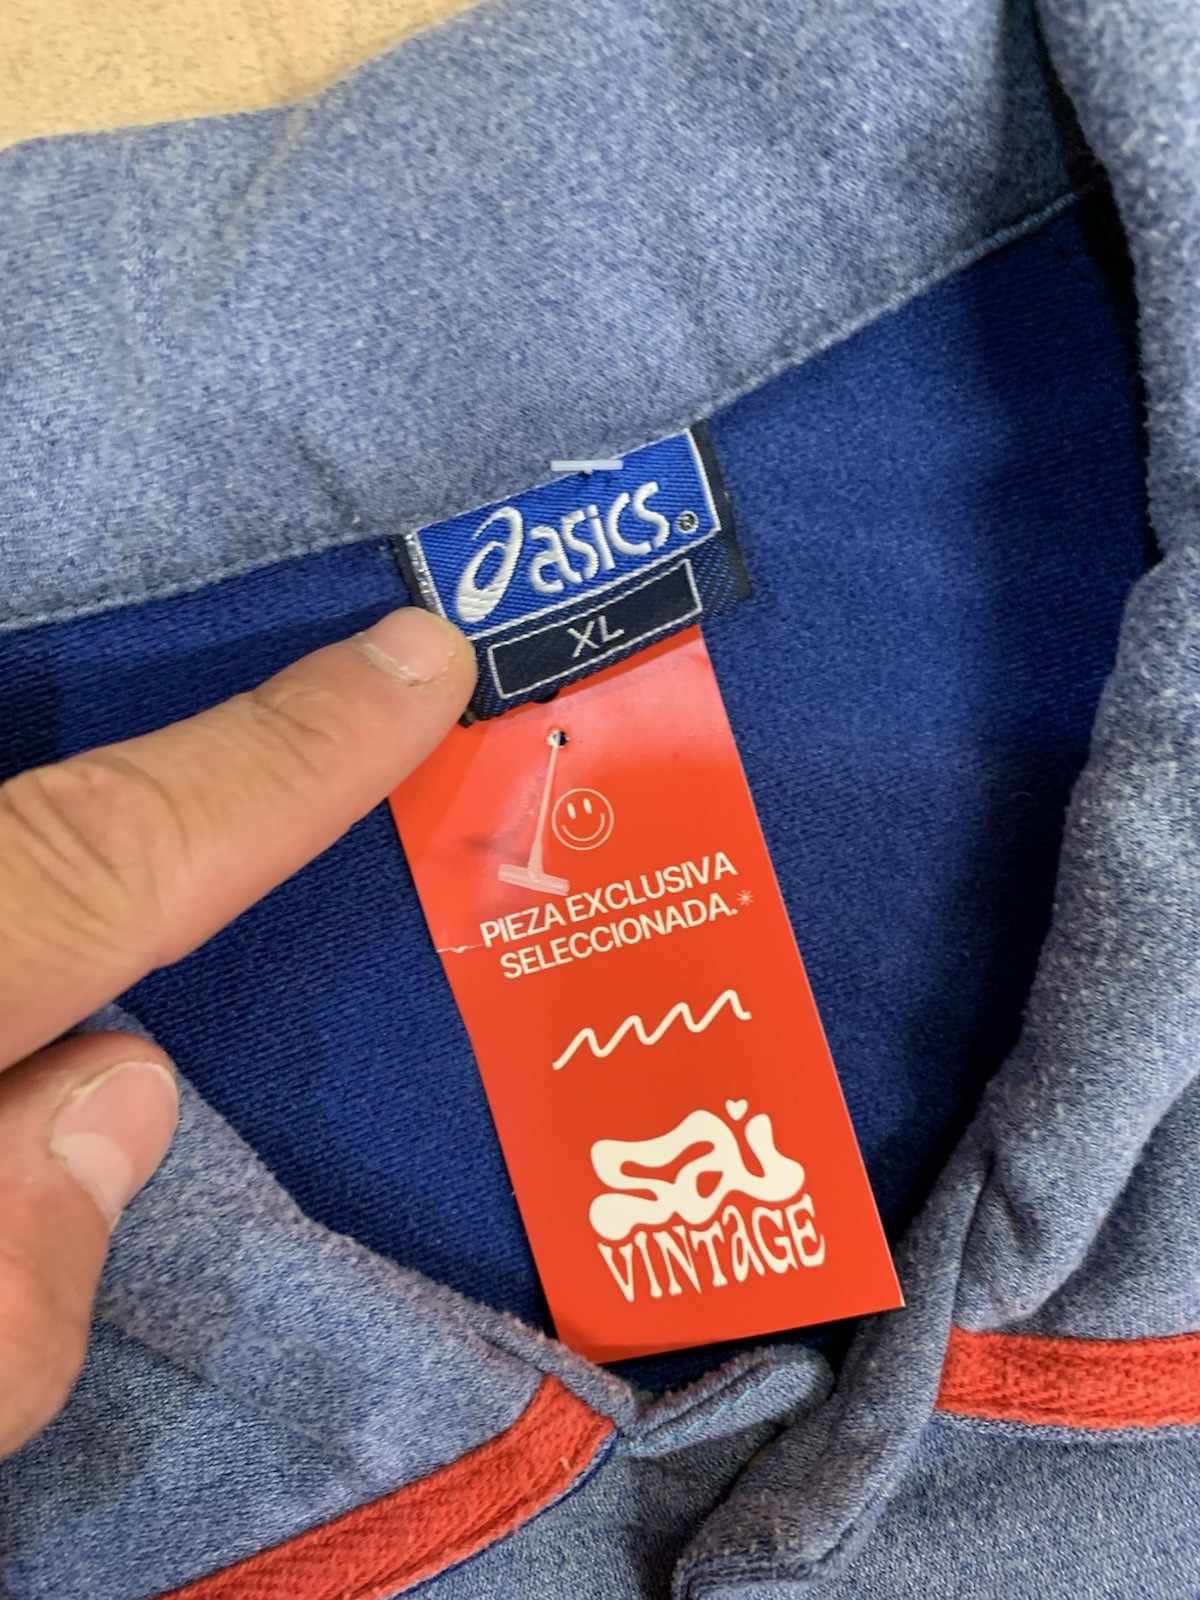 asics®
XL
PIEZA EXCLUSIVA
SELECCIONADA.*
sai
VINTaGE